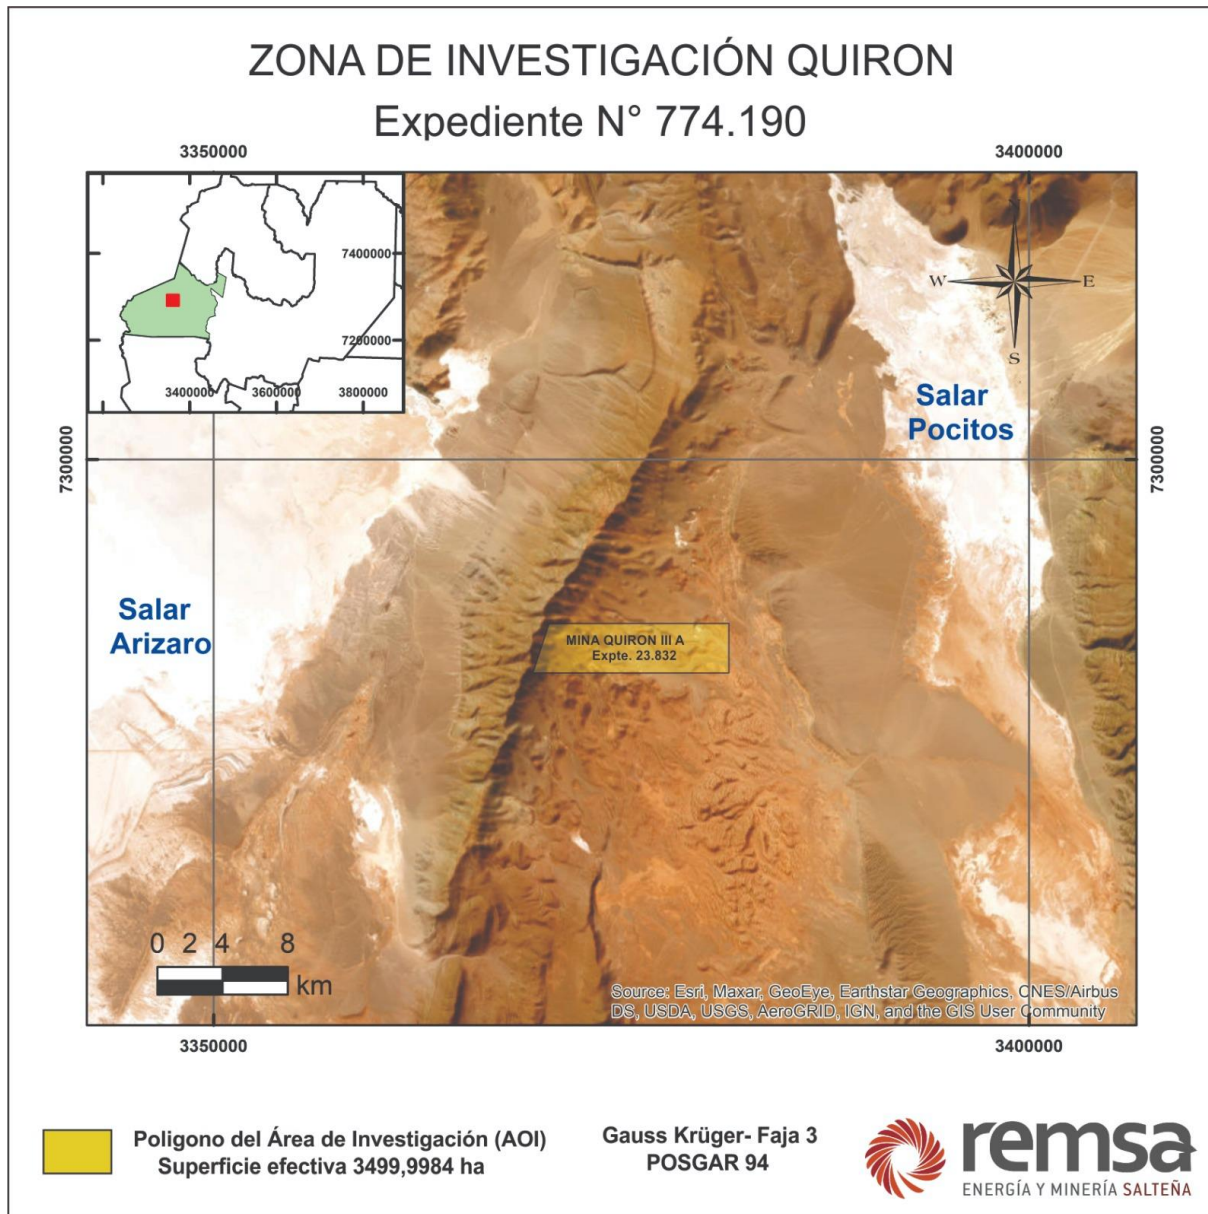 ZONA DE INVESTIGACIÓN QUIRON
Expediente N° 774.190
3350000
3400000
7400000
7200000
3400000
3600000
3800000
N
W
E
S
Salar
Pocitos
7300000
7300000
Salar
Arizaro
MINA QUIRON III A
Expte. 23.832
0 2 4 8
km
Source: Esri, Maxar, GeoEye, Earthstar Geographics, CNES/Airbus
DS, USDA, USGS, AeroGRID, IGN, and the GIS User Community
3350000
3400000
Poligono del Área de Investigación (AOI)
Superficie efectiva 3499,9984 ha
Gauss Krüger- Faja 3
POSGAR 94
remsa
ENERGÍA Y MINERÍA SALTEÑA